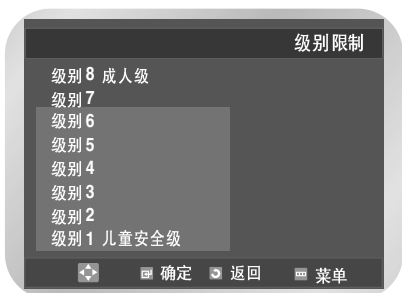 级别限制
级别8 成人级
级别7
级别6
级别5
级别4
级别3
级别2
级别1 儿童安全级
确定 返回 菜单